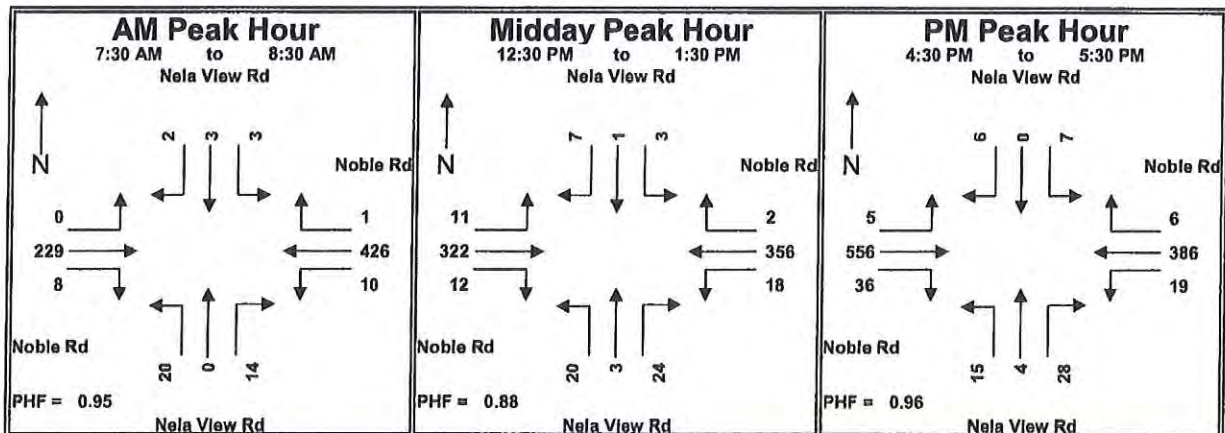 AM Peak Hour
7:30 AM to 8:30 AM
Nela View Rd
N
2 3 3
Noble Rd
0 1
229 426
8 10
Noble Rd
20 0 14
PHF = 0.95
Nela View Rd
Midday Peak Hour
12:30 PM to 1:30 PM
Nela View Rd
N
7 1 3
Noble Rd
11 2
322 356
12 18
20 3 24
PHF = 0.88
Nela View Rd
PM Peak Hour
4:30 PM to 5:30 PM
Nela View Rd
N
6 0 7
Noble Rd
5 6
556 386
36 19
Noble Rd
15 4 28
PHF = 0.96
Nela View Rd